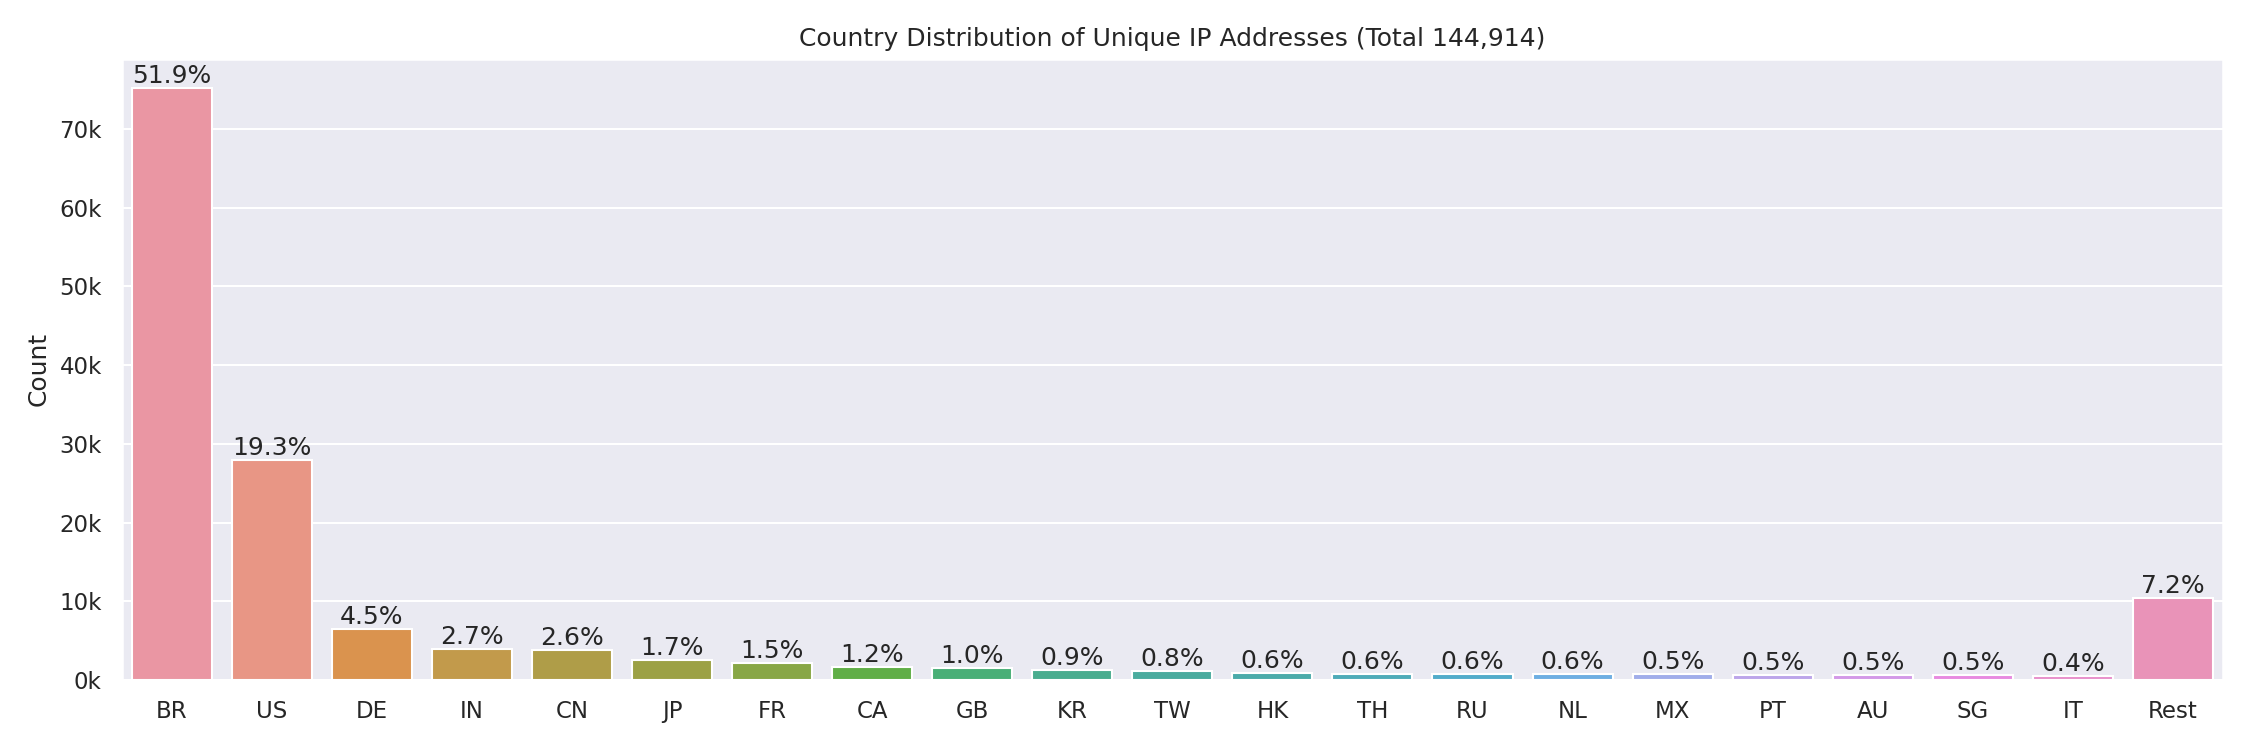 Country Distribution of Unique IP Addresses (Total 144,914)
Count
70k
60k
50k
40k
30k
20k
10k
0k
51.9%
19.3%
4.5%
2.7%
2.6%
1.7%
1.5%
1.2%
1.0%
0.9%
0.8%
0.6%
0.6%
0.6%
0.6%
0.5%
0.5%
0.5%
0.5%
0.4%
7.2%
BR US DE IN CN JP FR CA GB KR TW HK TH RU NL MX PT AU SG IT Rest